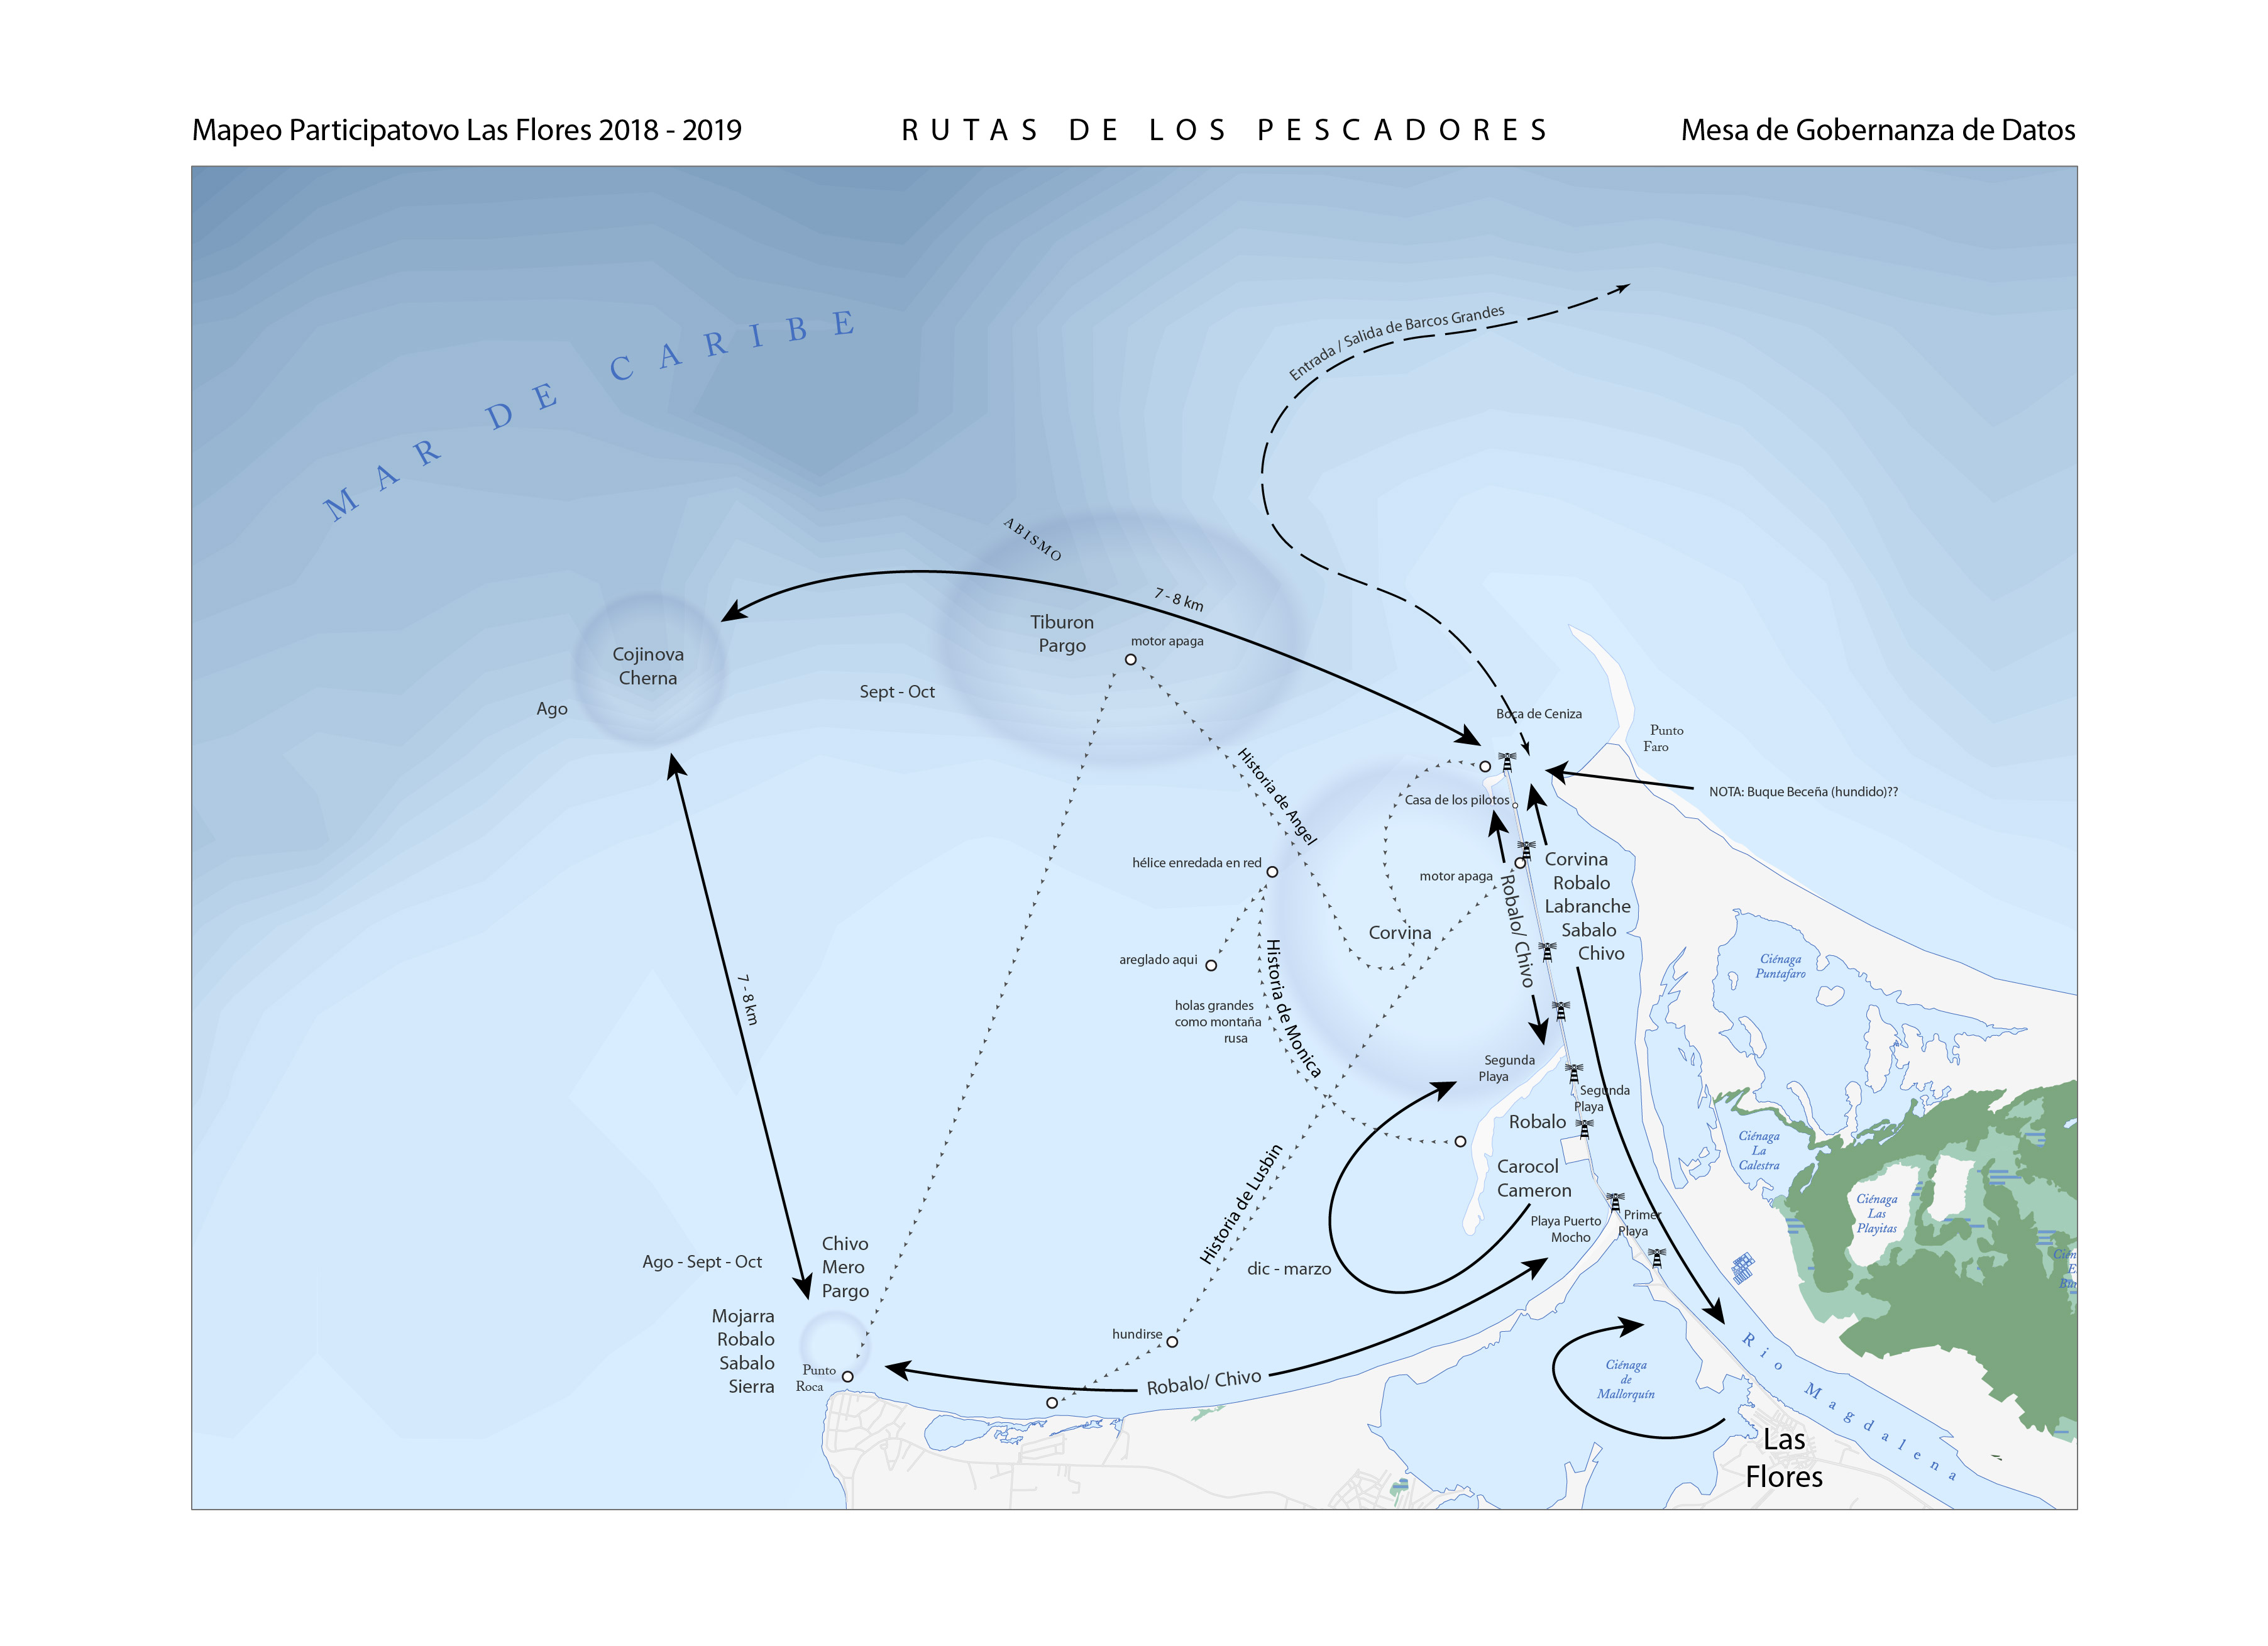 Mapeo Participatovo Las Flores 2018 - 2019
RUTAS DE LOS PESCADORES
Mesa de Gobernanza de Datos
MAR DE CARIBE
Entrada / Salida de Barcos Grandes
ABISMO
7 - 8 km
Tiburon
Pargo
motor apaga
Cojinova
Cherna
Ago
Sept - Oct
Boca de Ceniza
Punto
Faro
NOTA: Buque Beceña (hundido)??
Casa de los pilotos
Historia de Angel
hélice enredada en red
motor apaga
Corvina
Robalo
Labranche
Sabalo
Chivo
Robalo/ Chivo
Corvina
areglado aqui
Historia de Monica
holas grandes
como montaña
rusa
7 - 8 km
Ciénaga
Puntafaro
Segunda
Playa
Segunda
Playa
Robalo
Ciénaga
La
Calestra
Carocol
Cameron
Ciénaga
Las
Playitas
Playa Puerto
Mocho
Primer
Playa
Historia de Lusbin
dic - marzo
Ago - Sept - Oct
Chivo
Mero
Pargo
Mojarra
Robalo
Sabalo
Sierra
Punto
Roca
hundirse
Robalo/ Chivo
Ciénaga
de
Mallorquín
Rio Magdalena
Las
Flores